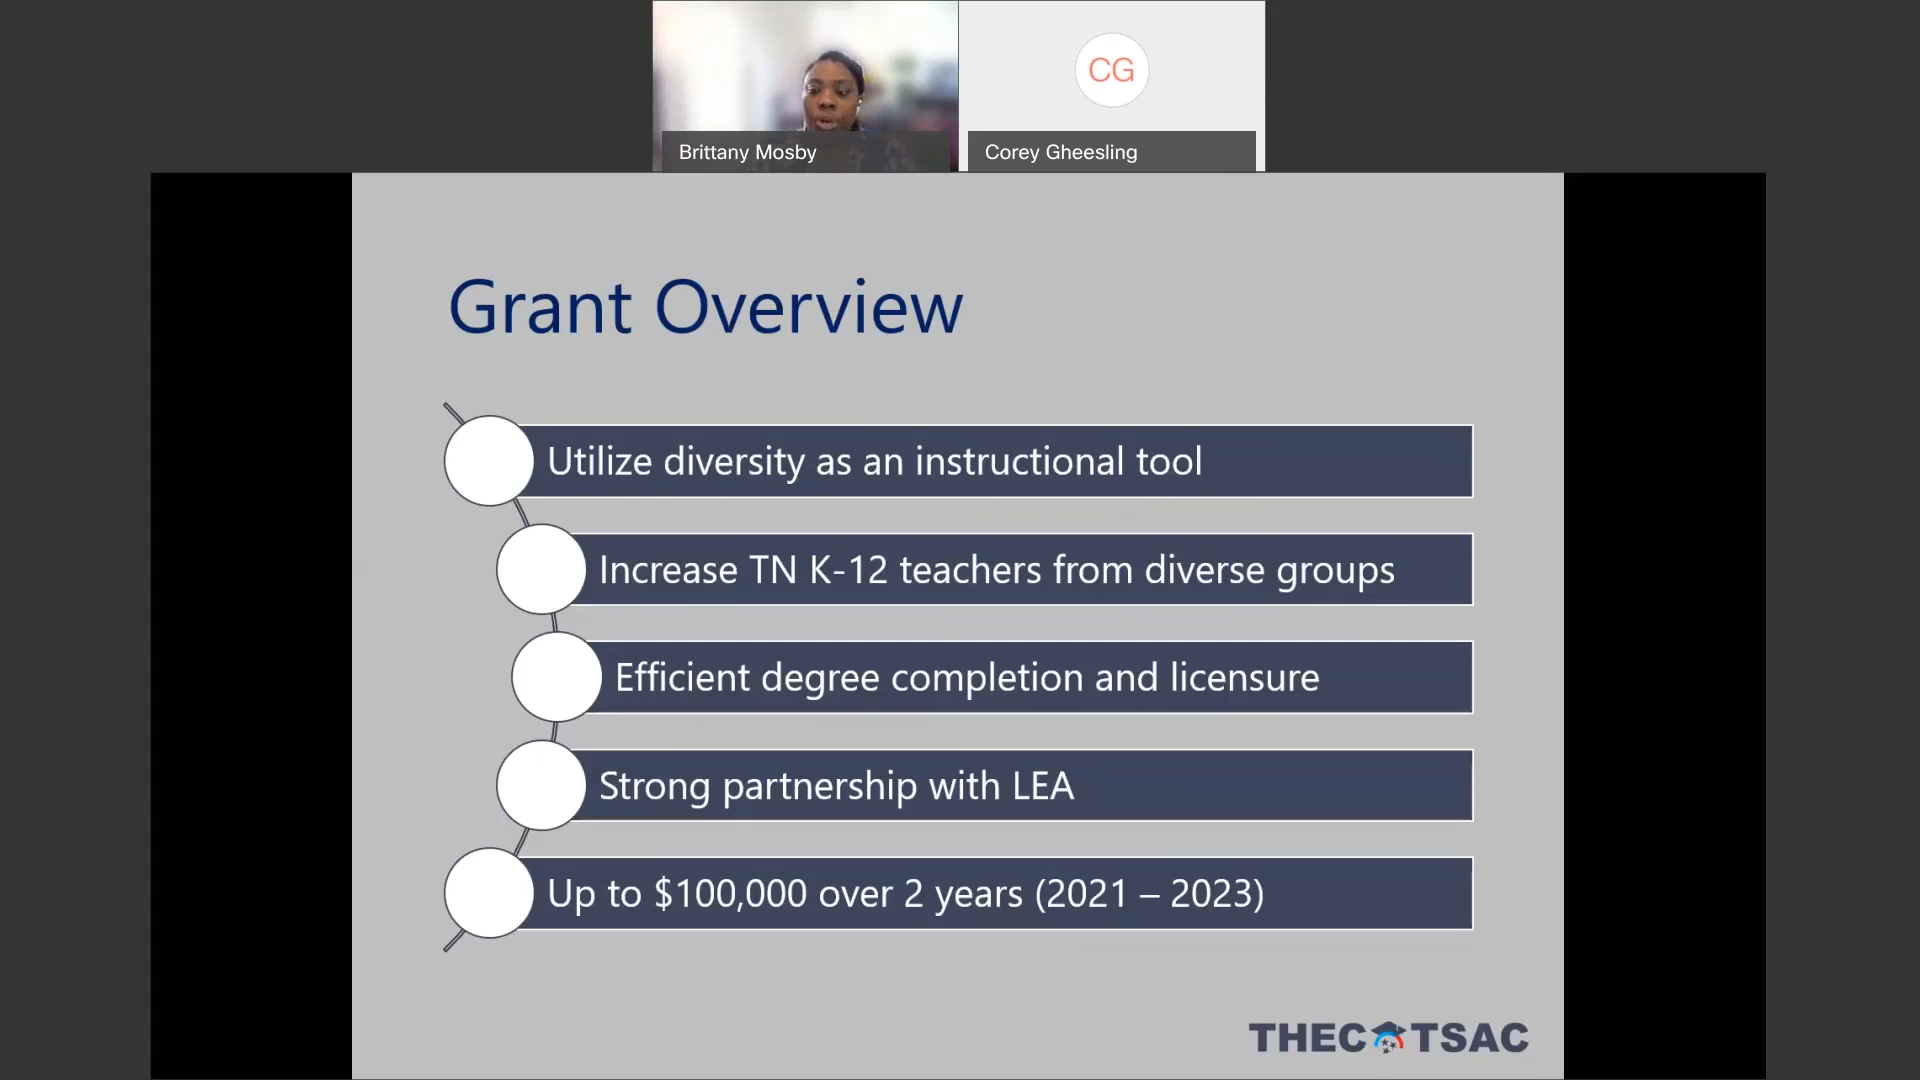 CG
Brittany Mosby
Corey Gheesling
Grant Overview
Utilize diversity as an instructional tool
Increase TN K-12 teachers from diverse groups
Efficient degree completion and licensure
Strong partnership with LEA
Up to $100,000 over 2 years (2021 – 2023)
THEC TSAC